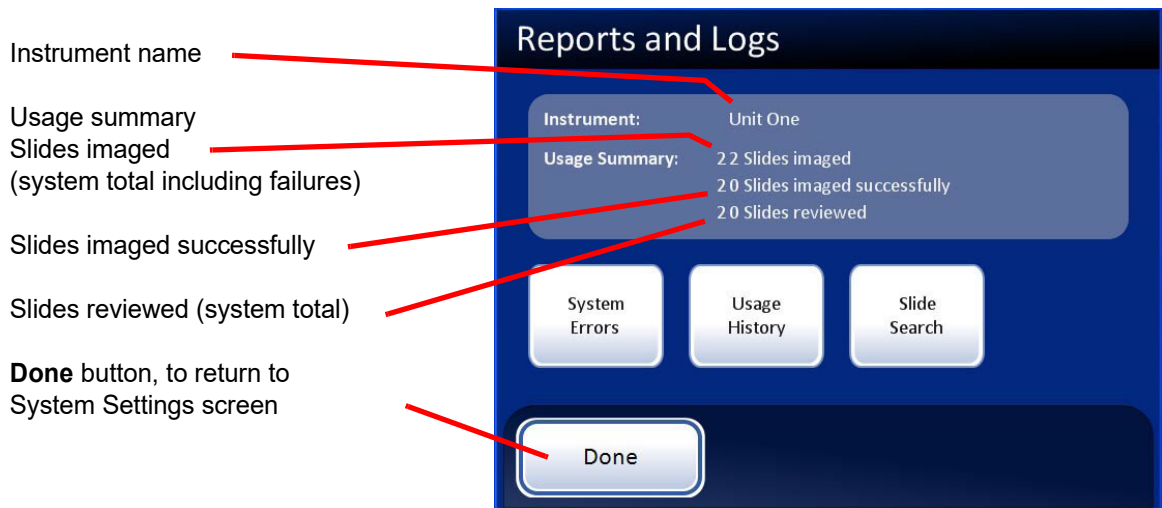 Instrument name
Usage summary
Slides imaged
(system total including failures)
Slides imaged successfully
Slides reviewed (system total)
Done button, to return to
System Settings screen
Reports and Logs
Instrument: Unit One
Usage Summary: 22 Slides imaged
20 Slides imaged successfully
20 Slides reviewed
System
Errors
Usage
History
Slide
Search
Done